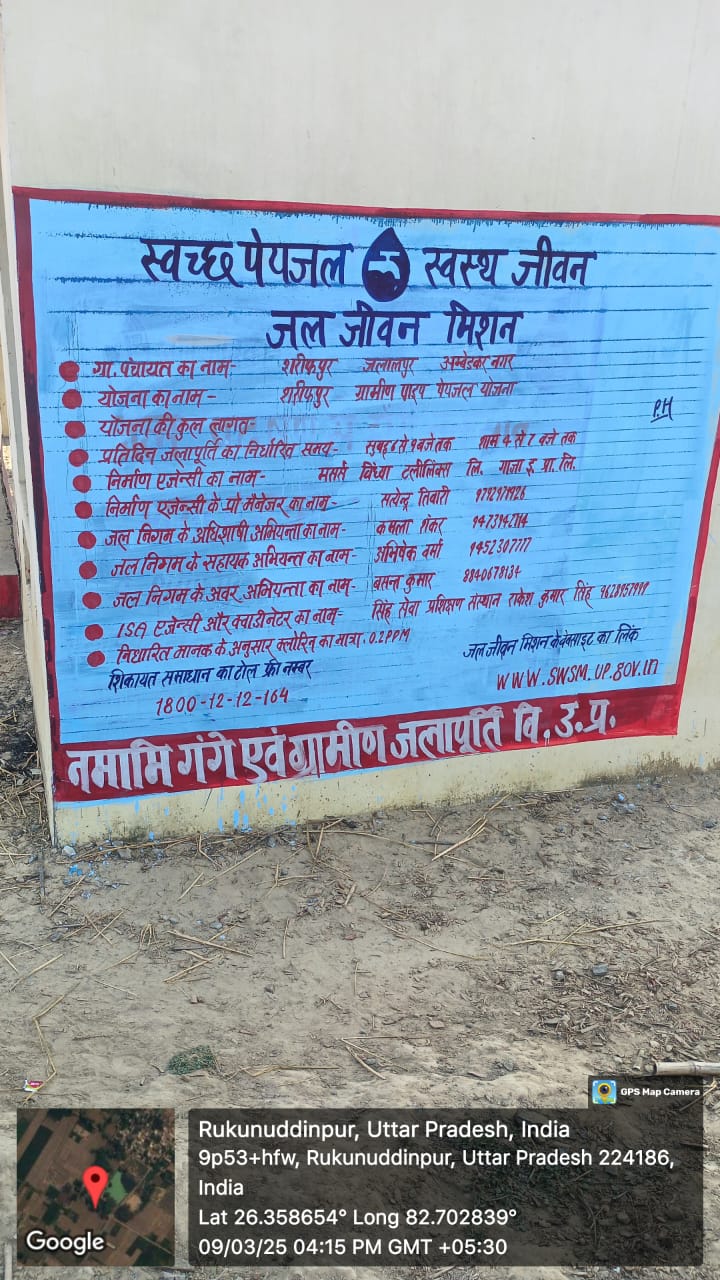 स्वच्छ पेयजल स्वस्थ जीवन
जल जीवन मिशन
ग्रा. पंचायत का नाम- शरीफपुर जलालपुर अम्बेडकर नगर
योजना का नाम - शरीफपुर ग्रामीण पाइप पेयजल योजना
योजना की कुल लागत-
P.H
प्रतिदिन जलापूर्ति का निर्धारित समय- सुबह 6 से 9 बजे तक शाम 4 से 7 बजे तक
निर्माण एजेन्सी का नाम- मसर्स विंध्या टेलीलिंक्स लि. गाजा इ प्रा. लि.
निर्माण एजेन्सी के प्रो मैनेजर का नाम- सत्येन्द्र तिवारी
जल निगम के अधिशाषी अभियन्ता का नाम- कमला शंकर
जल निगम के सहायक अभियन्त का नाम- अभिषेक वर्मा
जल निगम के अवर अभियन्ता का नाम- बसन्त कुमार 8840678134
ISA एजेन्सी और क्वाडीनेटर का नाम- सिंह सेवा प्रशिक्षण संस्थान राकेश कुमार सिंह
निर्धारित मानक के अनुसार क्लोरिन का मात्रा. 0.2 PPM
शिकायत समाधान का टोल फ्री नम्बर
1800-12-12-164
जल जीवन मिशन के वेबसाइट का लिंक
www.swsm.up.gov.in
नमामि गंगे एवं ग्रामीण जलापूर्ति वि. उ. प्र.
GPS Map Camera
Google
Rukunuddinpur, Uttar Pradesh, India
9p53+hfw, Rukunuddinpur, Uttar Pradesh 224186,
India
Lat 26.358654° Long 82.702839°
09/03/25 04:15 PM GMT +05:30